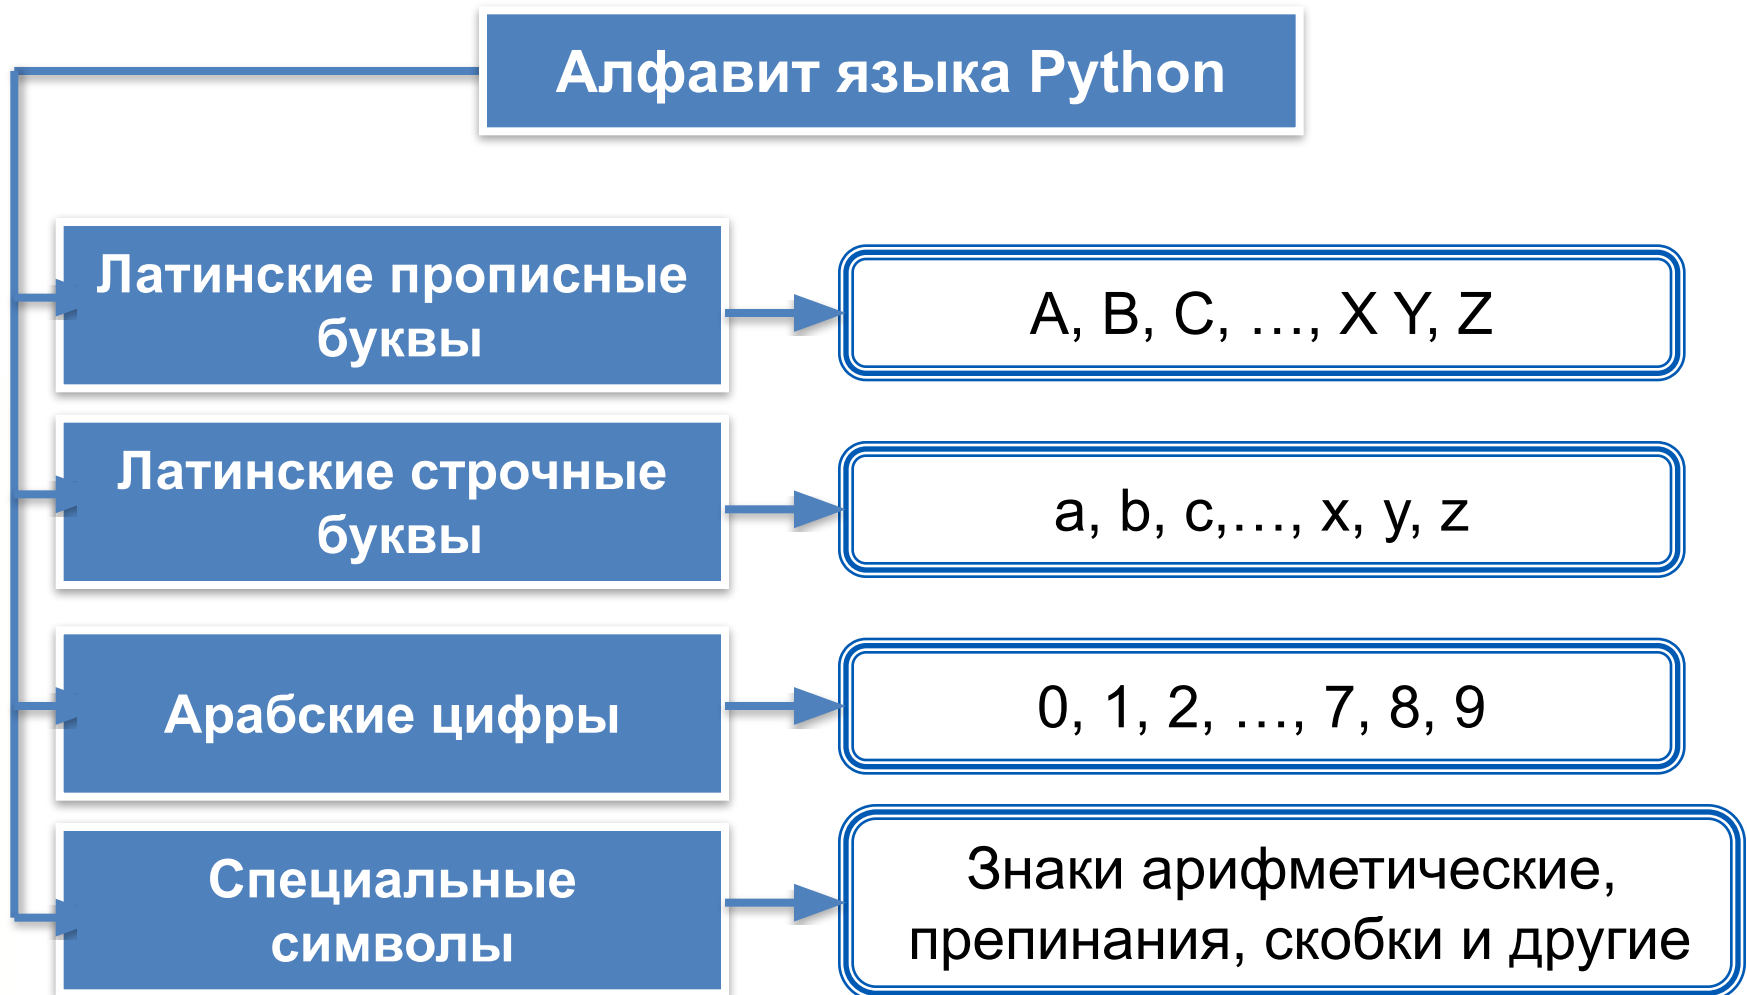 Алфавит языка Python
Латинские прописные
буквы
A, B, C, …, X Y, Z
Латинские строчные
буквы
a, b, c,…, x, y, z
Арабские цифры
0, 1, 2, …, 7, 8, 9
Специальные
символы
Знаки арифметические,
препинания, скобки и другие